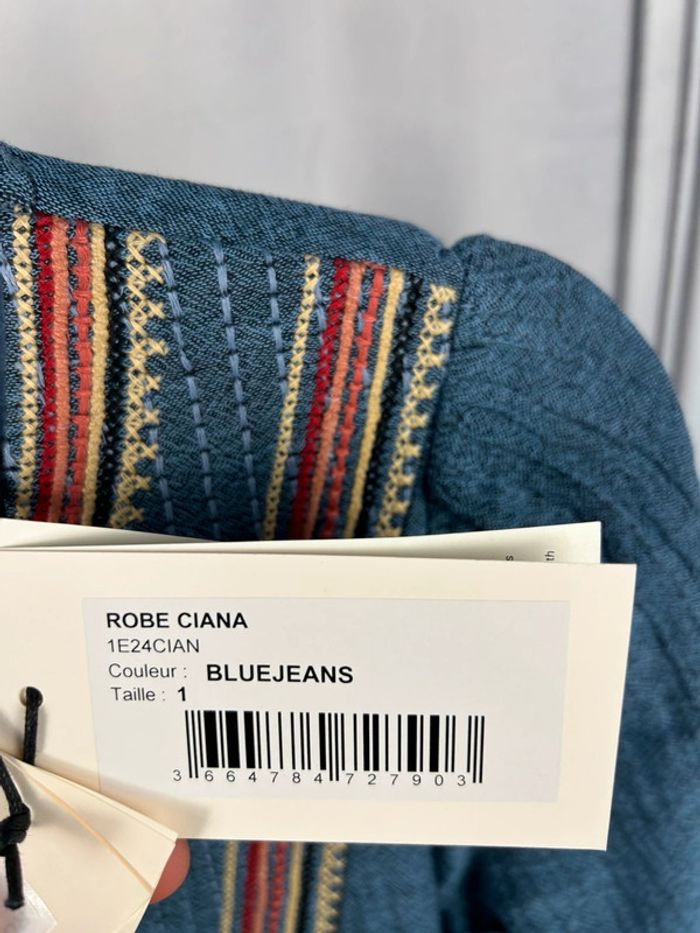 ROBE CIANA
1E24CIAN
Couleur : BLUEJEANS
Taille : 1
3 664784 727903